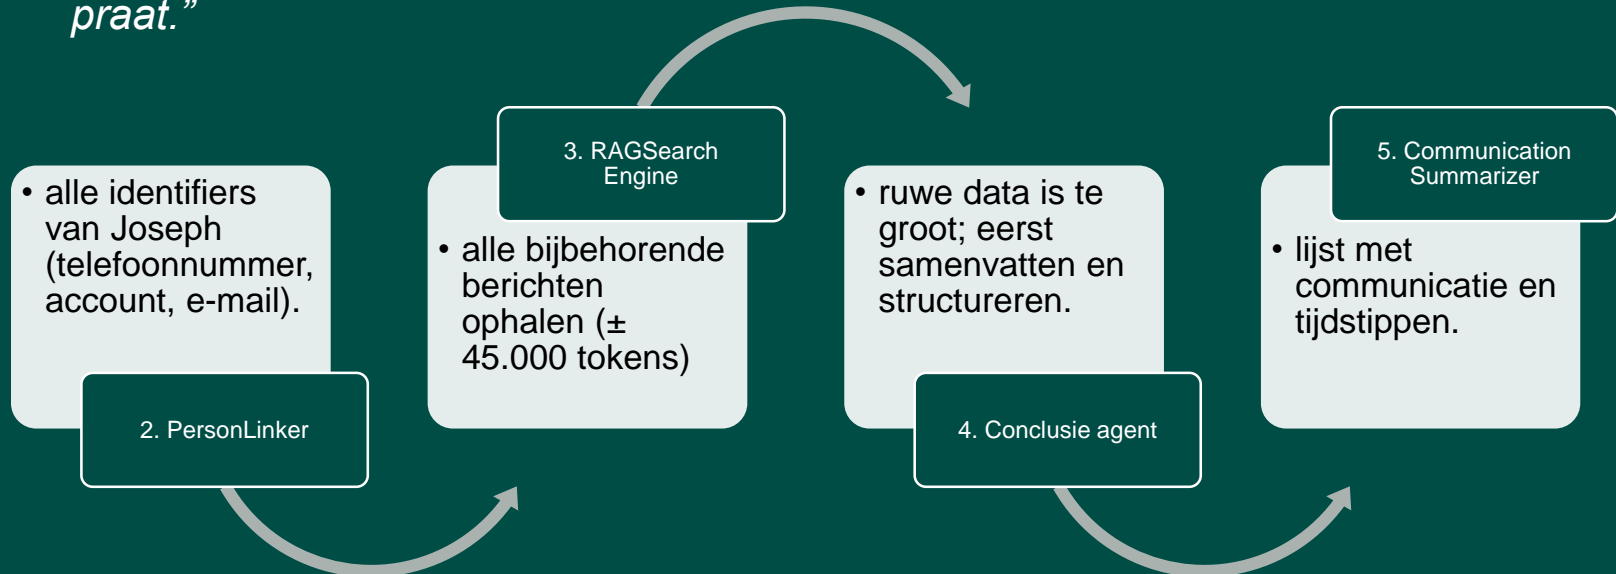 praat.”
• alle identifiers
van Joseph
(telefoonnummer,
account, e-mail).
2. PersonLinker
3. RAGSearch
Engine
• alle bijbehorende
berichten
ophalen (±
45.000 tokens)
• ruwe data is te
groot; eerst
samenvatten en
structureren.
4. Conclusie agent
5. Communication
Summarizer
• lijst met
communicatie en
tijdstippen.